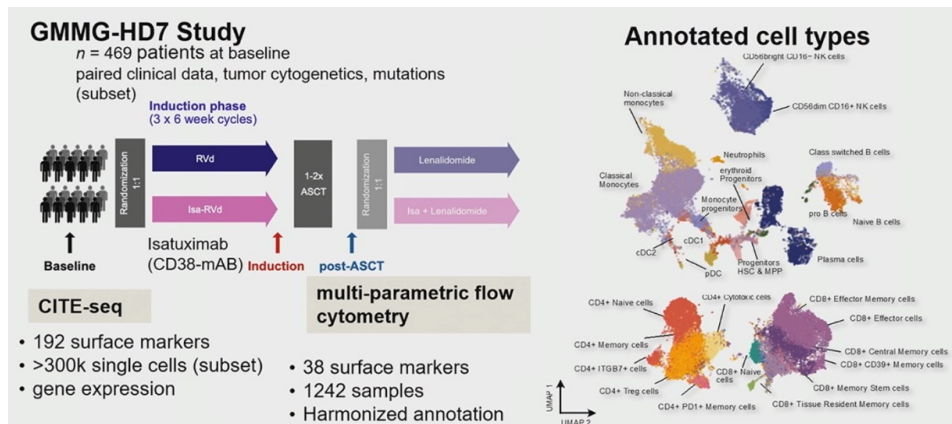 GMMG-HD7 Study
n = 469 patients at baseline
paired clinical data, tumor cytogenetics, mutations
(subset)
Induction phase
(3 x 6 week cycles)
Randomization
1:1
RVd
Isa-RVd
1-2x
ASCT
Randomization
1:1
Lenalidomide
Isa + Lenalidomide
Isatuximab
(CD38-mAB)
Baseline
Induction
post-ASCT
CITE-seq
• 192 surface markers
• >300k single cells (subset)
• gene expression
multi-parametric flow
cytometry
• 38 surface markers
• 1242 samples
• Harmonized annotation
Annotated cell types
CD56bright CD16− NK cells
Non-classical
monocytes
CD56dim CD16+ NK cells
Neutrophils
Class switched B cells
erythroid
Progenitors
Classical
Monocytes
Monocyte
progenitors
pro B cells
Naive B cells
cDC1
cDC2
pDC
Progenitors
HSC & MPP
Plasma cells
CD4+ Naive cells
CD4+ Cytotoxic cells
CD8+ Effector Memory cells
CD8+ Effector cells
CD4+ Memory cells
CD8+ Central Memory cells
CD4+ ITGB7+ cells
CD8+ Naive
cells
CD8+ CD39+ Memory cells
CD4+ Treg cells
CD8+ Memory Stem cells
CD4+ PD1+ Memory cells
CD8+ Tissue Resident Memory cells
UMAP 1
UMAP 2